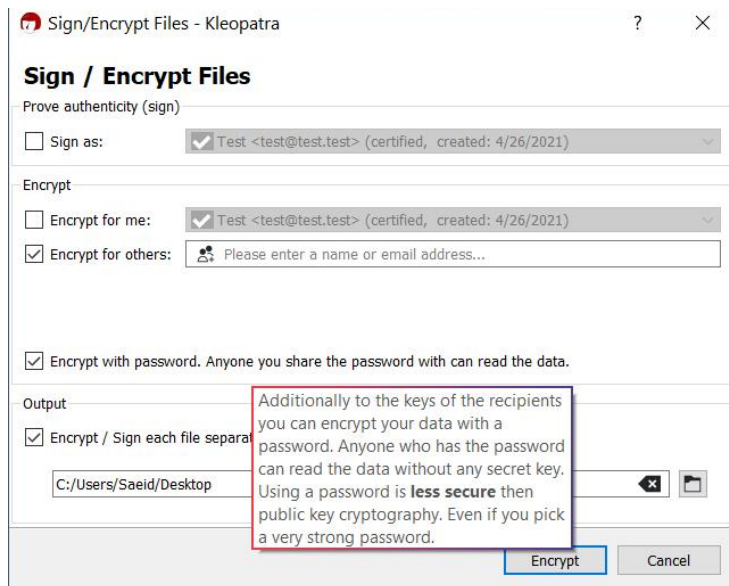 Sign/Encrypt Files - Kleopatra ?
Sign / Encrypt Files
Prove authenticity (sign)
Sign as: Test <test@test.test> (certified, created: 4/26/2021)
Encrypt
Encrypt for me: Test <test@test.test> (certified, created: 4/26/2021)
Encrypt for others: Please enter a name or email address...
Encrypt with password. Anyone you share the password with can read the data.
Output
Encrypt / Sign each file separat
C:/Users/Saeid/Desktop
Additionally to the keys of the recipients
you can encrypt your data with a
password. Anyone who has the password
can read the data without any secret key.
Using a password is less secure then
public key cryptography. Even if you pick
a very strong password.
Encrypt Cancel